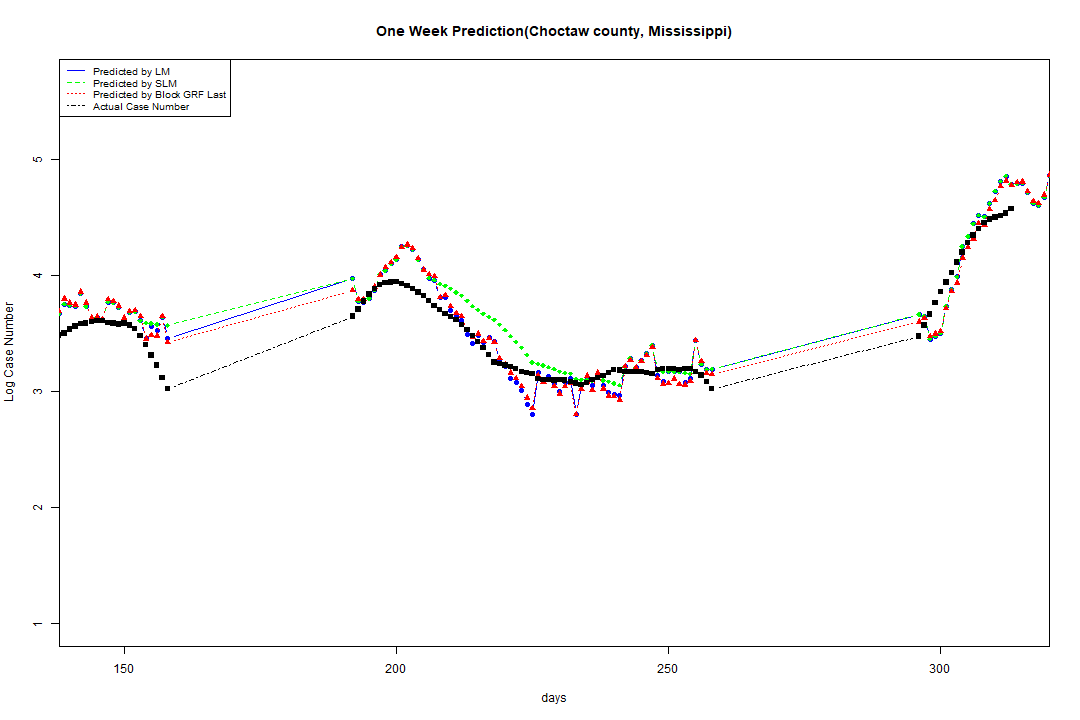 One Week Prediction(Choctaw county, Mississippi)
Predicted by LM
Predicted by SLM
Predicted by Block GRF Last
Actual Case Number
5
4
3
2
1
Log Case Number
150 200 250 300
days